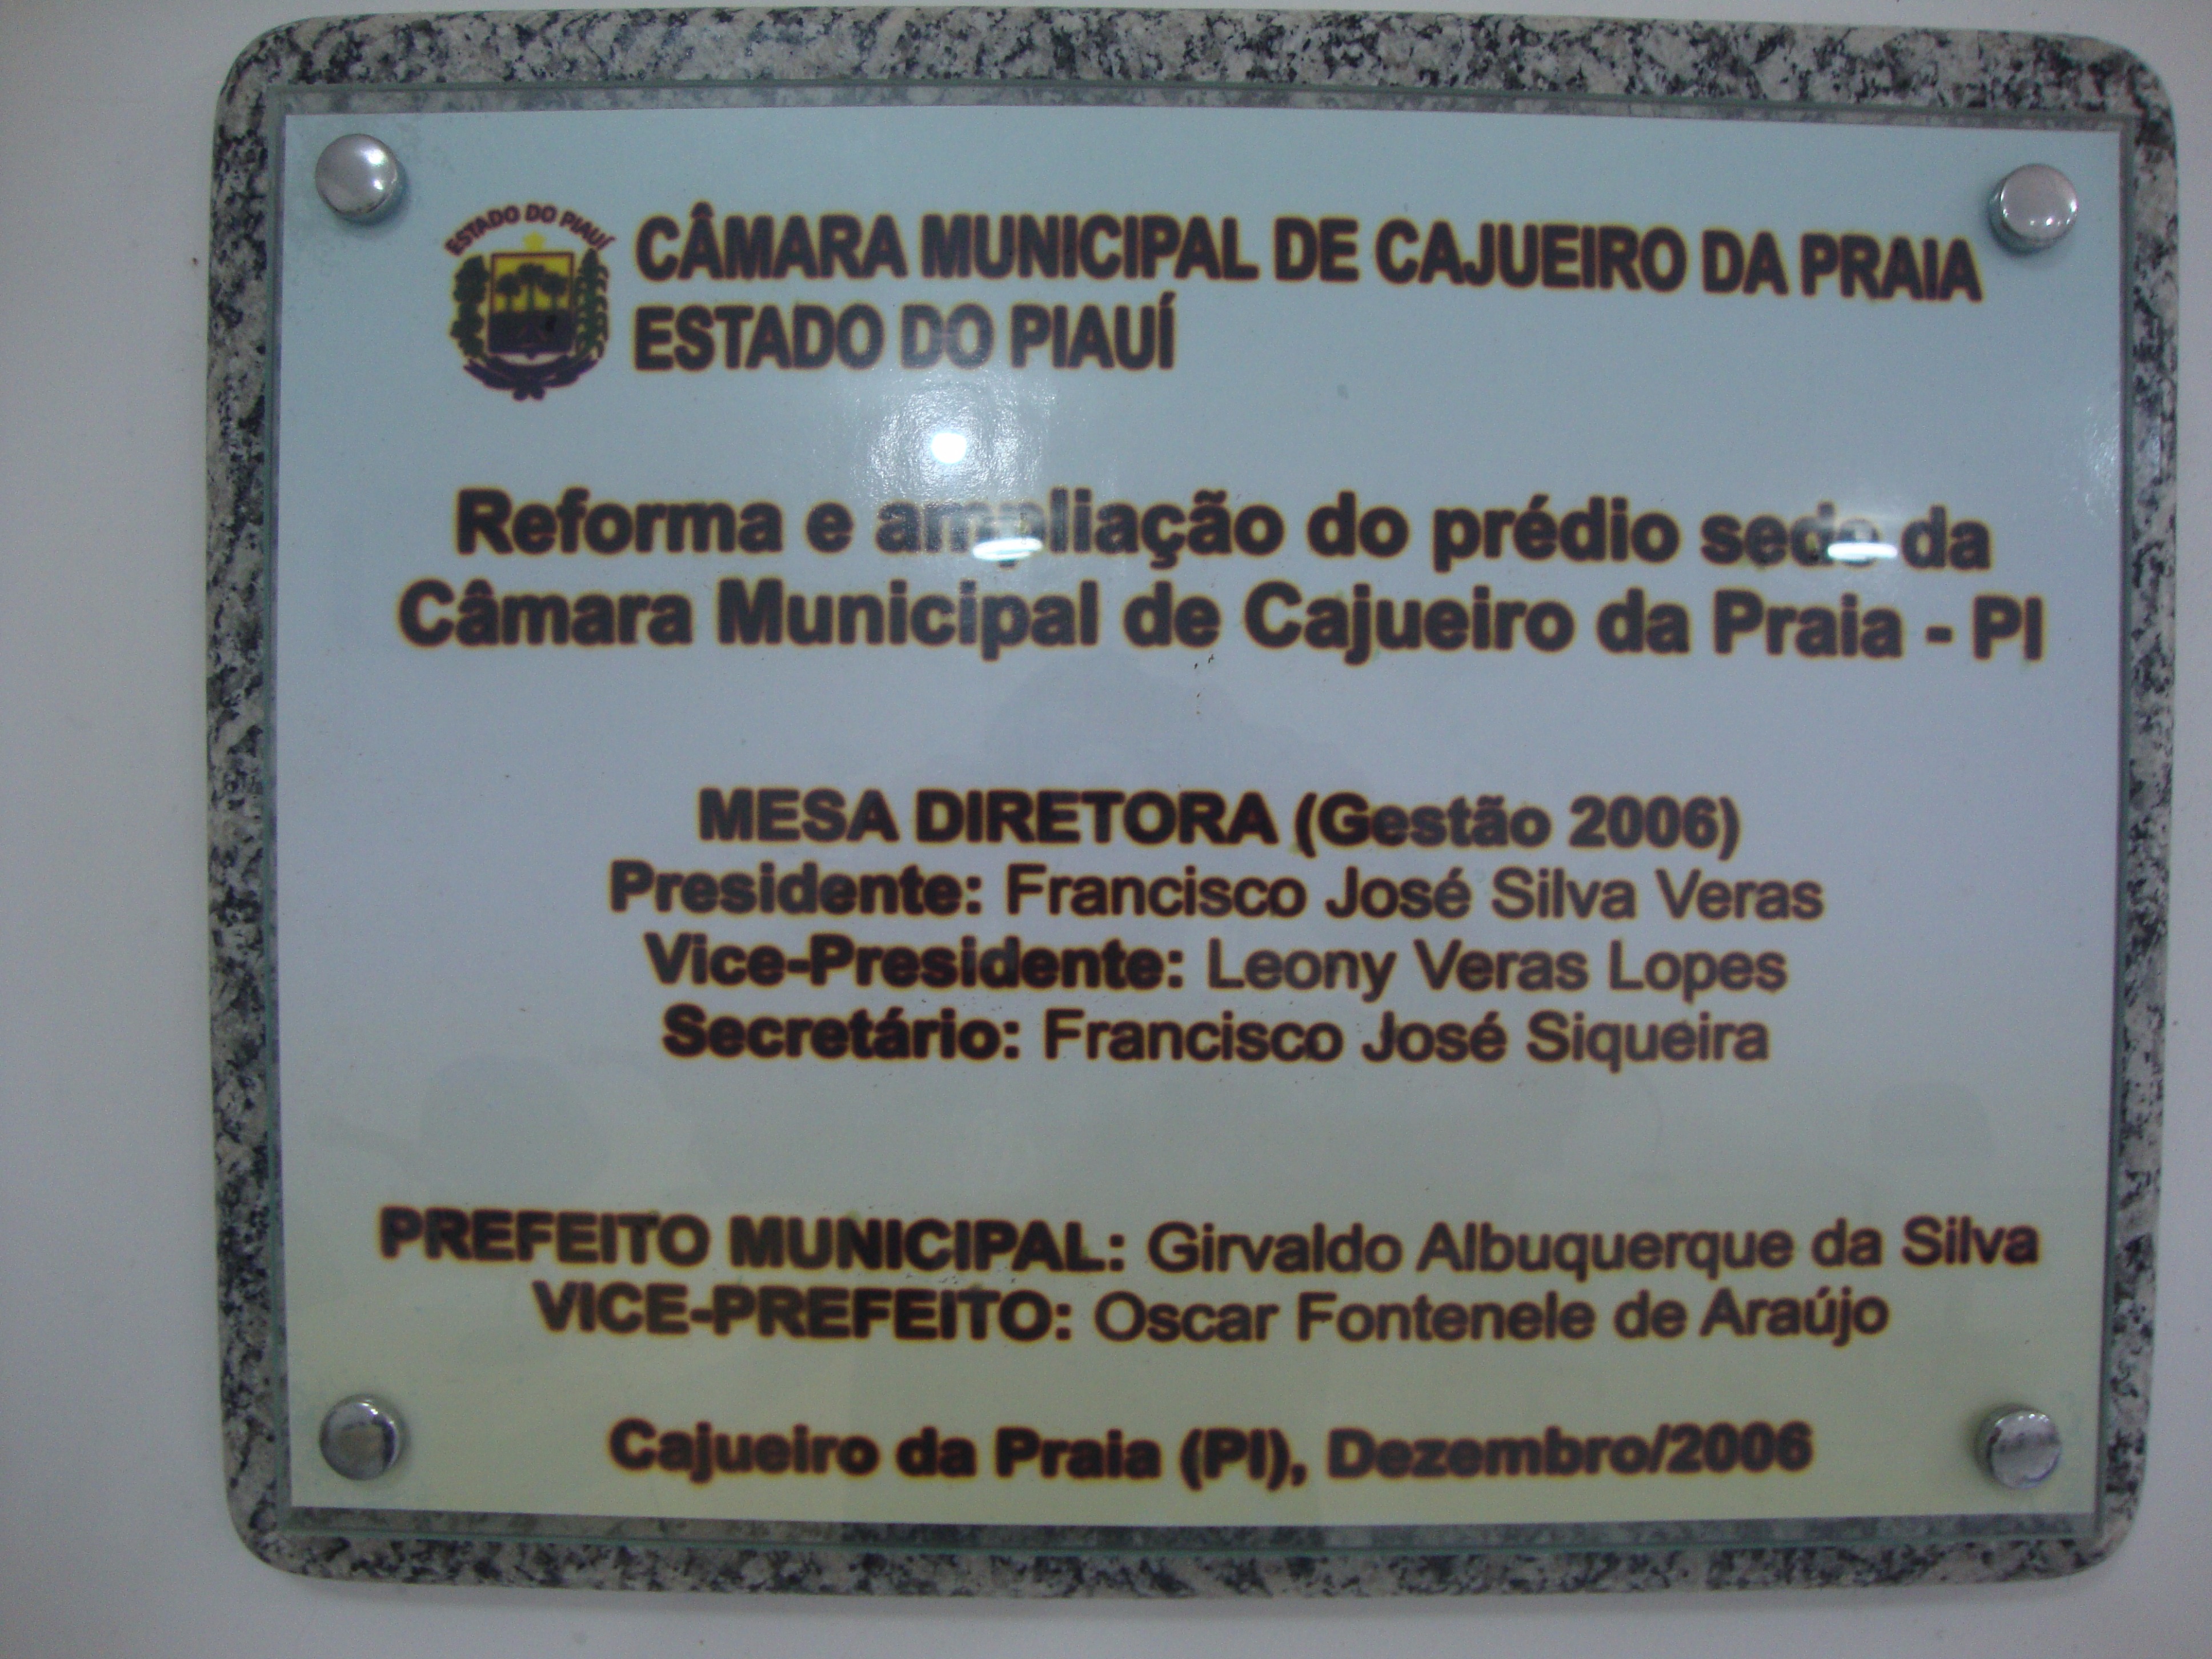 ESTADO DO PIAUÍ
CÂMARA MUNICIPAL DE CAJUEIRO DA PRAIA
ESTADO DO PIAUÍ
Reforma e ampliação do prédio sede da
Câmara Municipal de Cajueiro da Praia - PI
MESA DIRETORA (Gestão 2006)
Presidente: Francisco José Silva Veras
Vice-Presidente: Leony Veras Lopes
Secretário: Francisco José Siqueira
PREFEITO MUNICIPAL: Girvaldo Albuquerque da Silva
VICE-PREFEITO: Oscar Fontenele de Araújo
Cajueiro da Praia (PI), Dezembro/2006